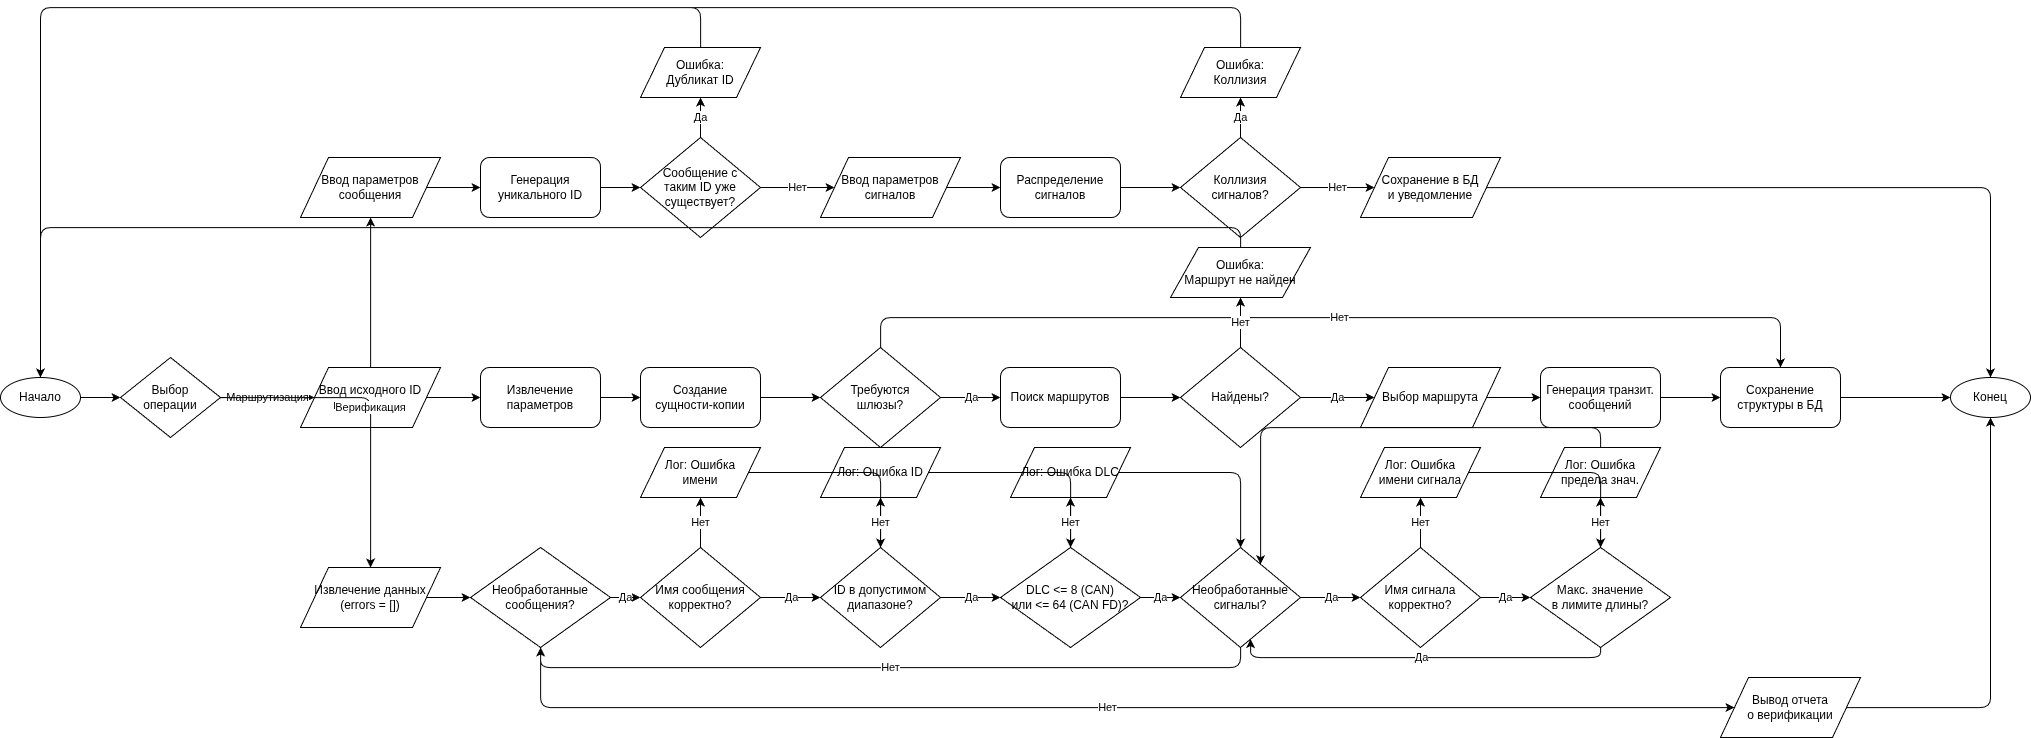 Ошибка:
Дубликат ID
Ошибка:
Коллизия
Да
Да
Ввод параметров
сообщения
Генерация
уникального ID
Сообщение с
таким ID уже
существует?
Нет
Ввод параметров
сигналов
Распределение
сигналов
Коллизия
сигналов?
Нет
Сохранение в БД
и уведомление
Ошибка:
Маршрут не найден
Нет
Нет
Начало
Выбор
операции
Маршрутизация
Ввод исходного ID
Верификация
Извлечение
параметров
Создание
сущности-копии
Требуются
шлюзы?
Да
Поиск маршрутов
Найдены?
Да
Выбор маршрута
Генерация транзит.
сообщений
Сохранение
структуры в БД
Конец
Лог: Ошибка
имени
Лог: Ошибка ID
Лог: Ошибка DLC
Лог: Ошибка
имени сигнала
Лог: Ошибка
предела знач.
Нет
Нет
Нет
Нет
Нет
Извлечение данных
(errors = [])
Необработанные
сообщения?
Да
Имя сообщения
корректно?
Да
ID в допустимом
диапазоне?
Да
DLC <= 8 (CAN)
или <= 64 (CAN FD)?
Да
Необработанные
сигналы?
Да
Имя сигнала
корректно?
Да
Макс. значение
в лимите длины?
Да
Нет
Нет
Вывод отчета
о верификации